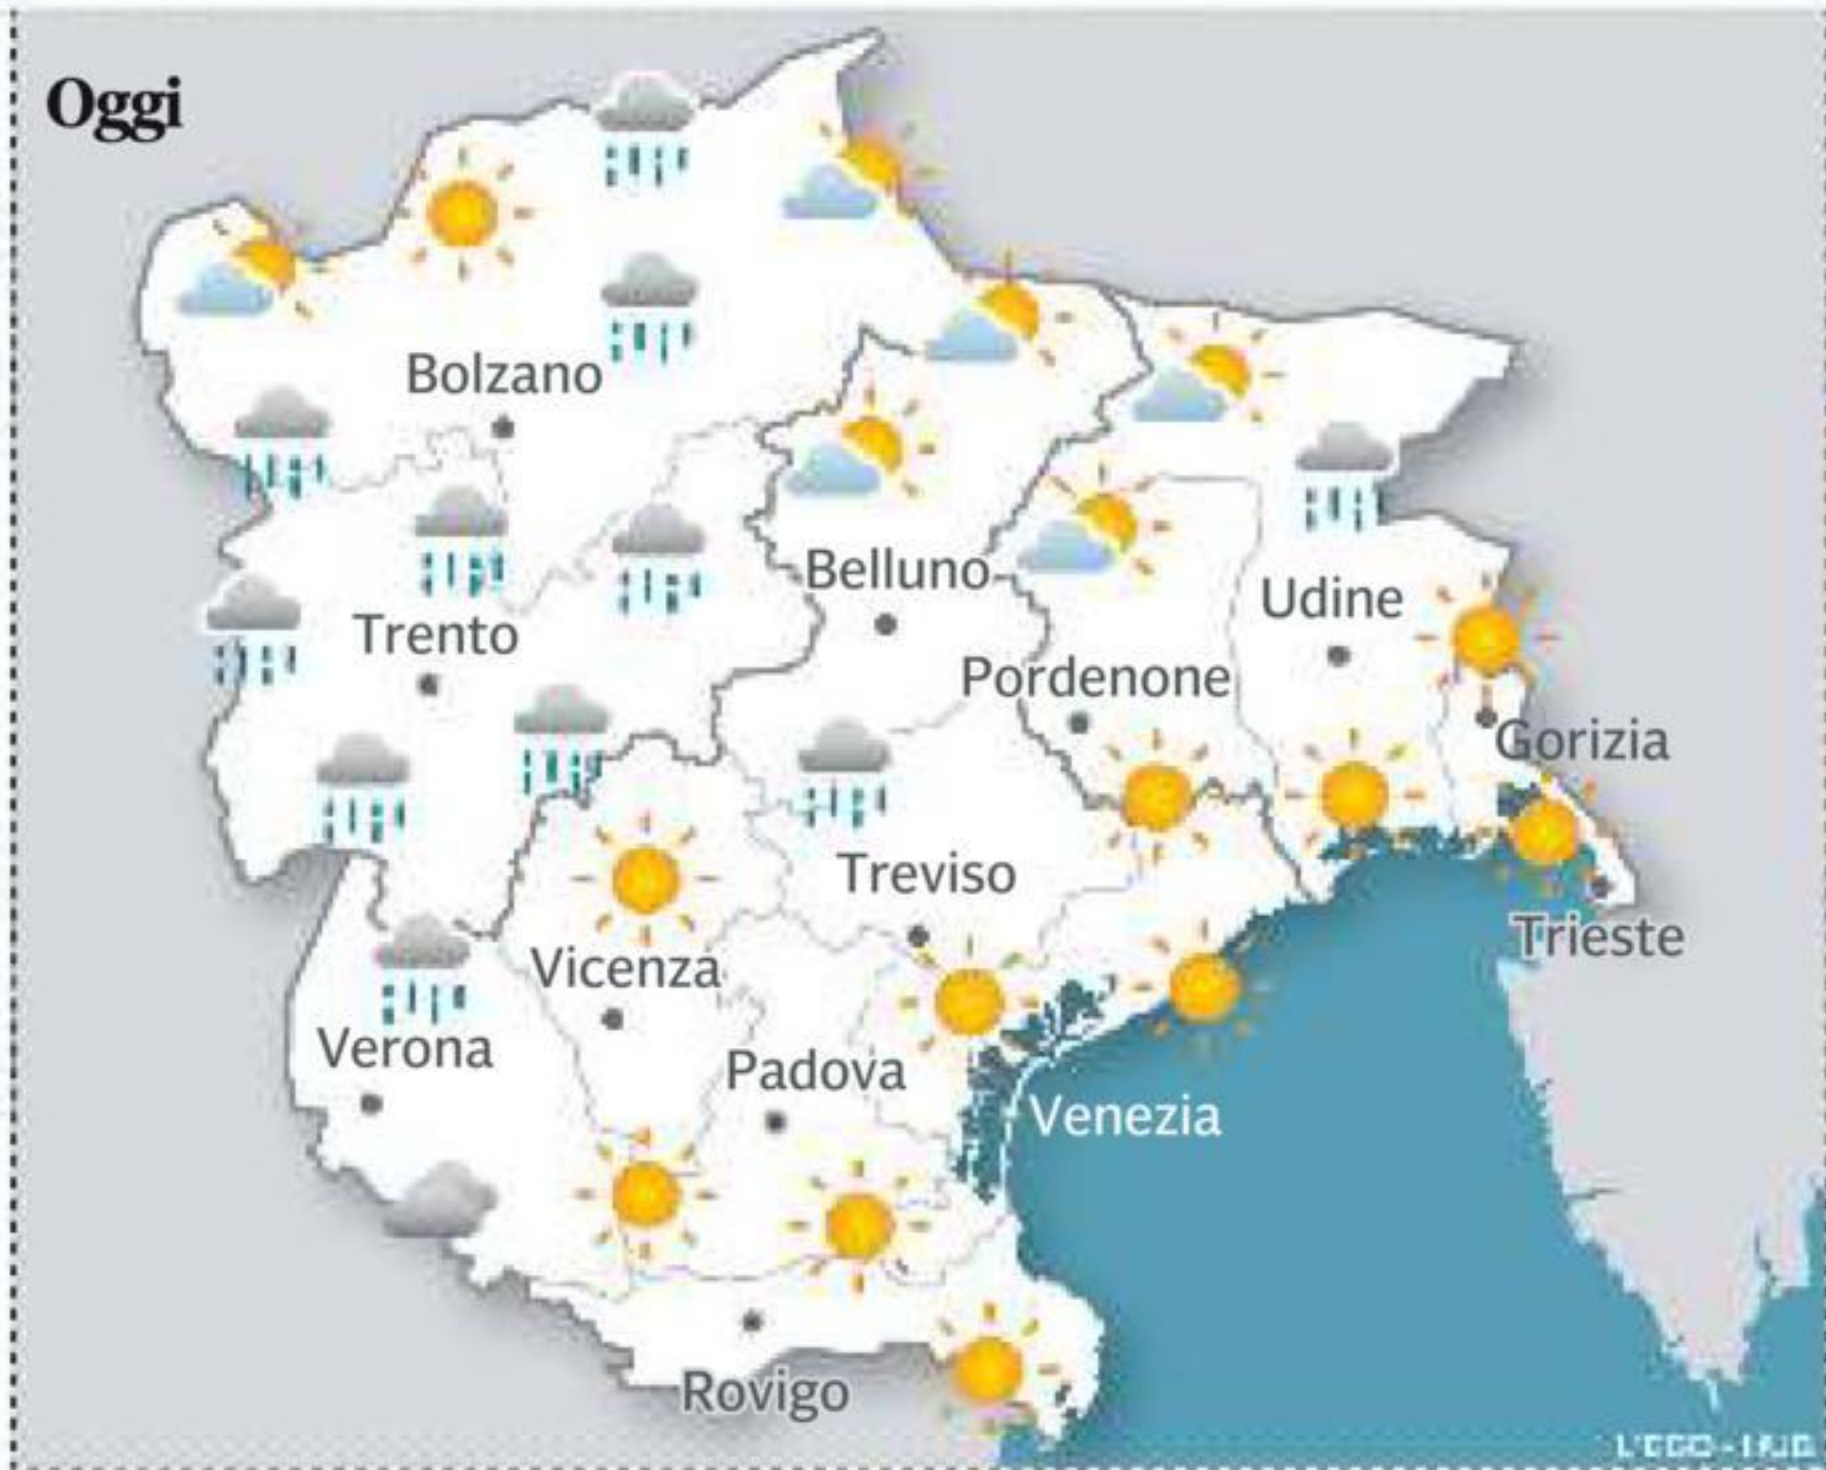 Oggi
Bolzano
Trento
Belluno
Udine
Pordenone
Gorizia
Treviso
Trieste
Vicenza
Verona
Padova
Venezia
Rovigo